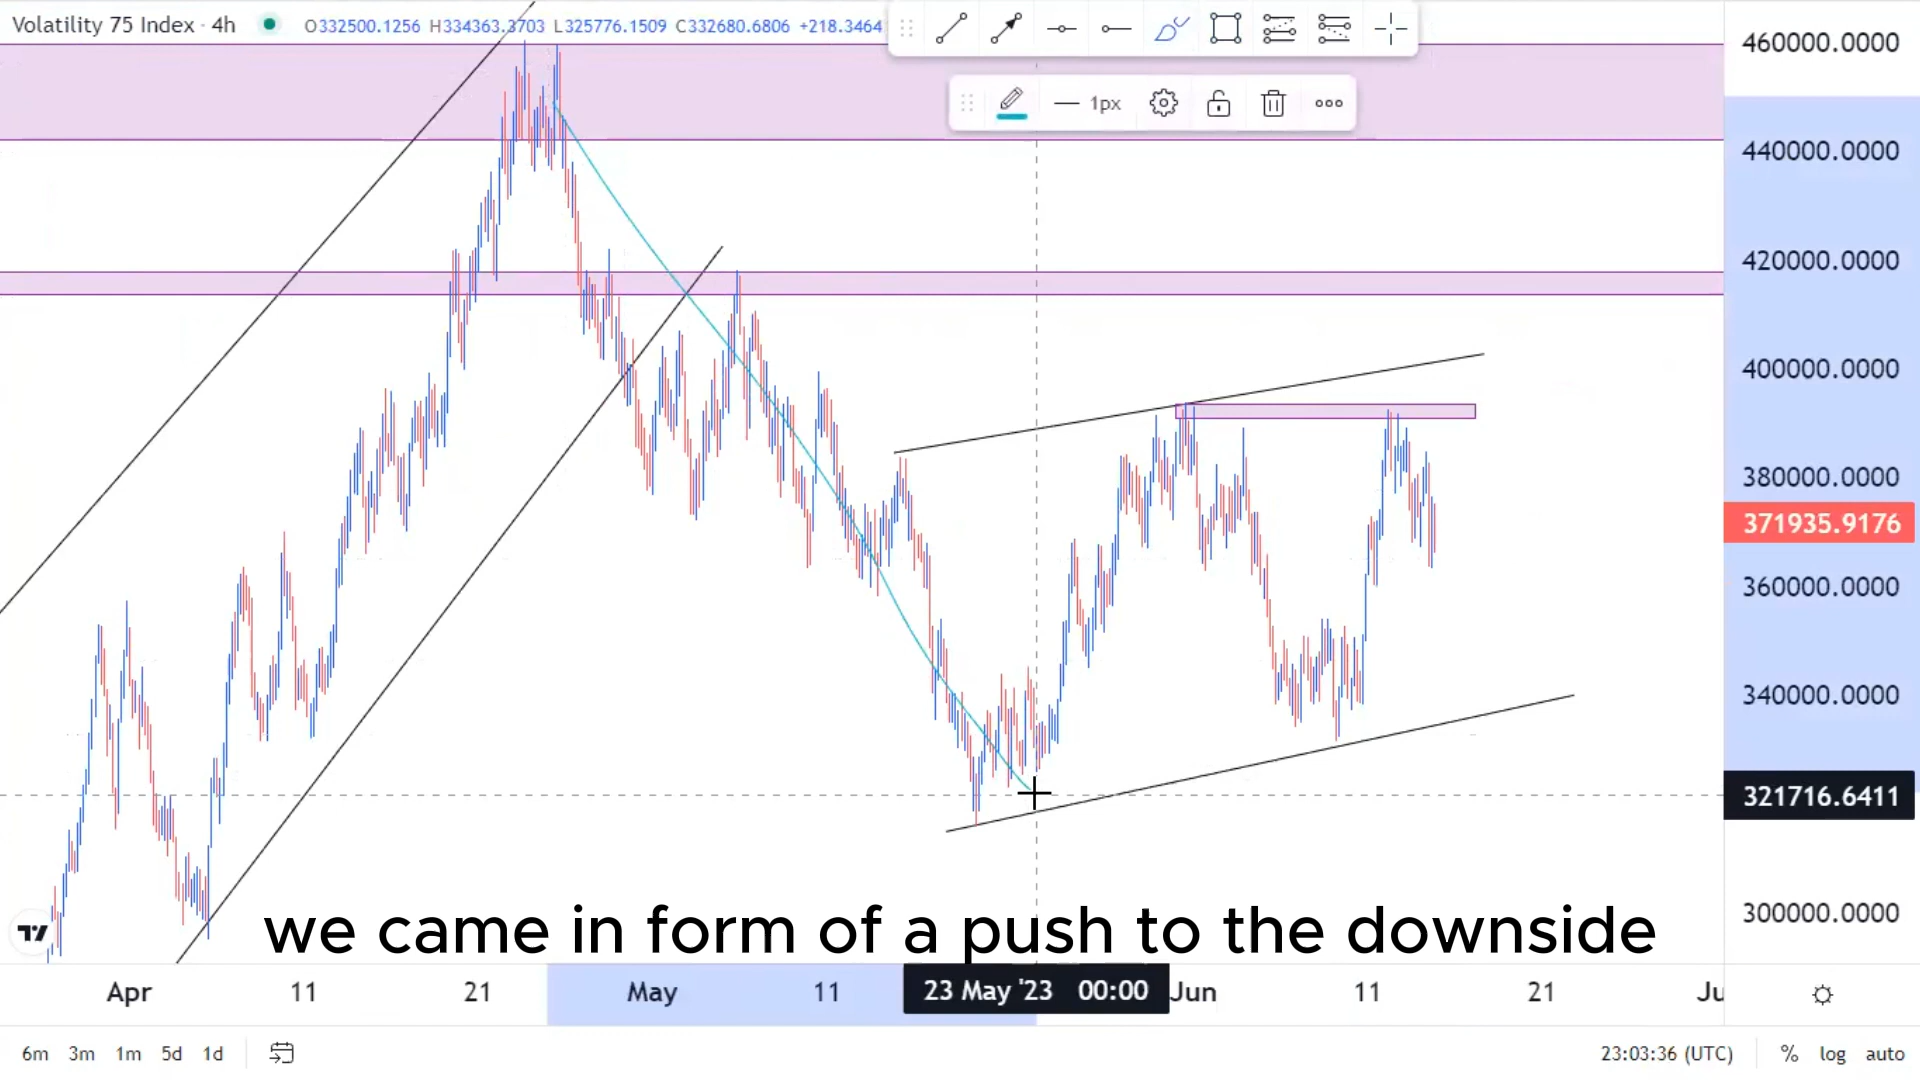 Volatility 75 Index · 4h O332500.1256 H334363.3703 L325776.1509 C332680.6806 +218.3464
1px
460000.0000
440000.0000
420000.0000
400000.0000
380000.0000
371935.9176
360000.0000
340000.0000
321716.6411
300000.0000
we came in form of a push to the downside
Apr 11 21 May 11 23 May '23 00:00 Jun 11 21 Ju
6m 3m 1m 5d 1d 23:03:36 (UTC) % log auto